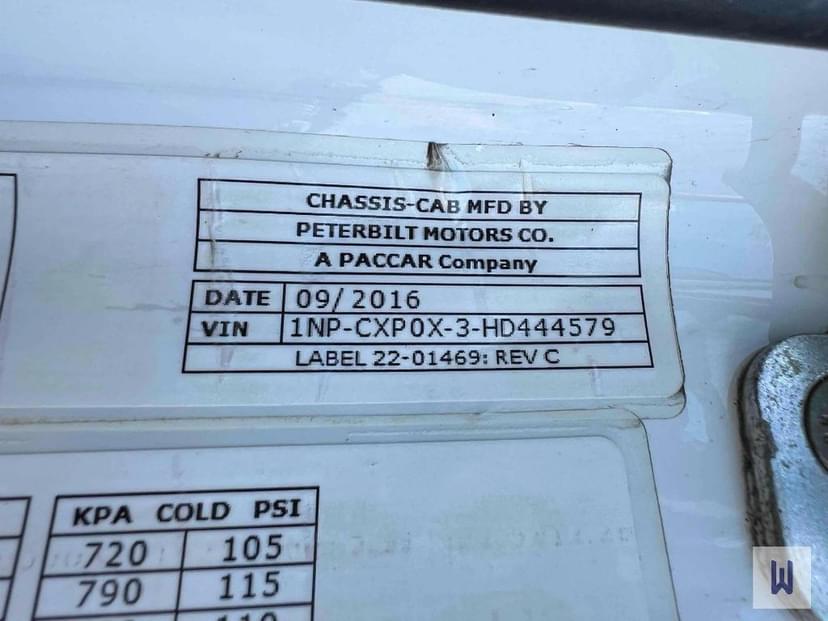 CHASSIS-CAB MFD BY
PETERBILT MOTORS CO.
A PACCAR Company
DATE 09/2016
VIN 1NP-CXP0X-3-HD444579
LABEL 22-01469: REV C
KPA COLD PSI
720 105
790 115
W